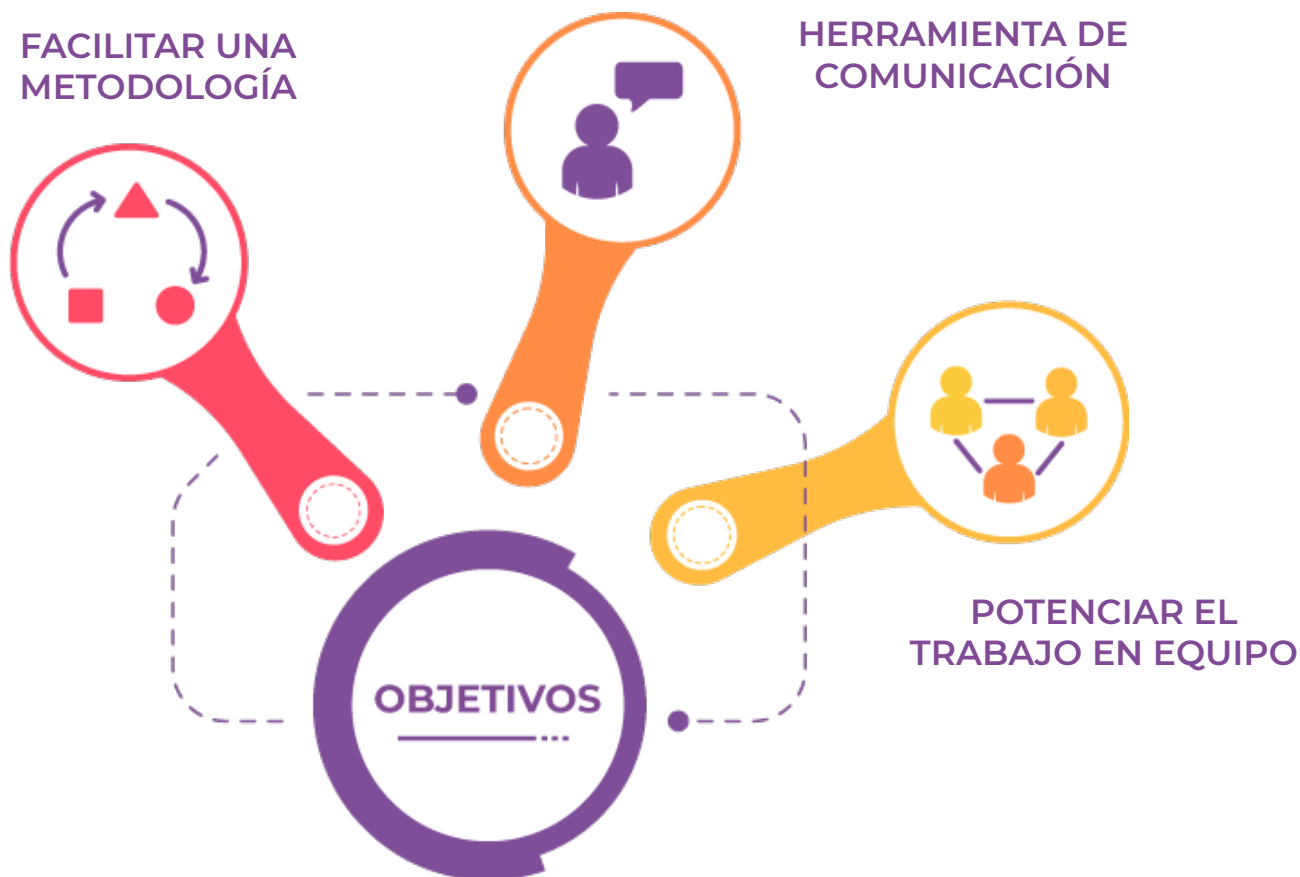 FACILITAR UNA
METODOLOGÍA
HERRAMIENTA DE
COMUNICACIÓN
POTENCIAR EL
TRABAJO EN EQUIPO
OBJETIVOS